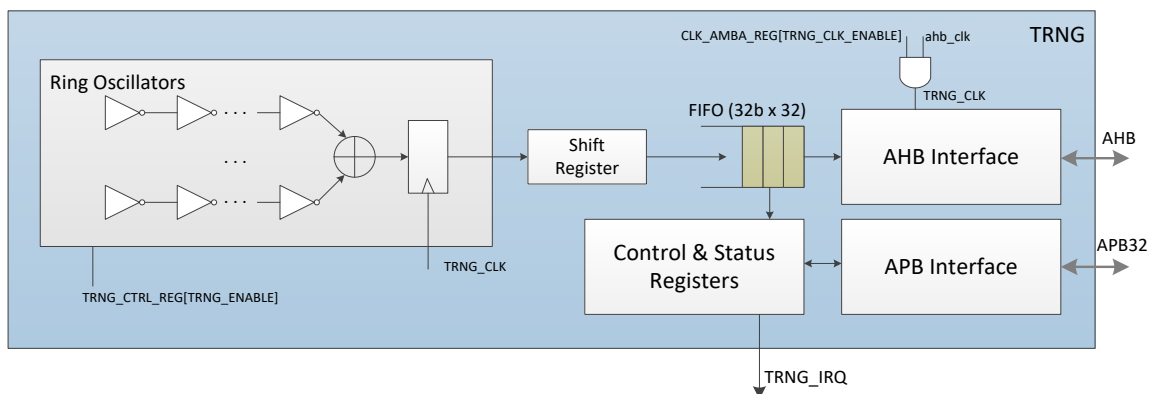 CLK_AMBA_REG[TRNG_CLK_ENABLE]
ahb_clk
TRNG
Ring Oscillators
TRNG_CLK
FIFO (32b x 32)
. . .
. . .
. . .
Shift
Register
AHB Interface
AHB
Control & Status
Registers
APB Interface
APB32
TRNG_CLK
TRNG_CTRL_REG[TRNG_ENABLE]
TRNG_IRQ